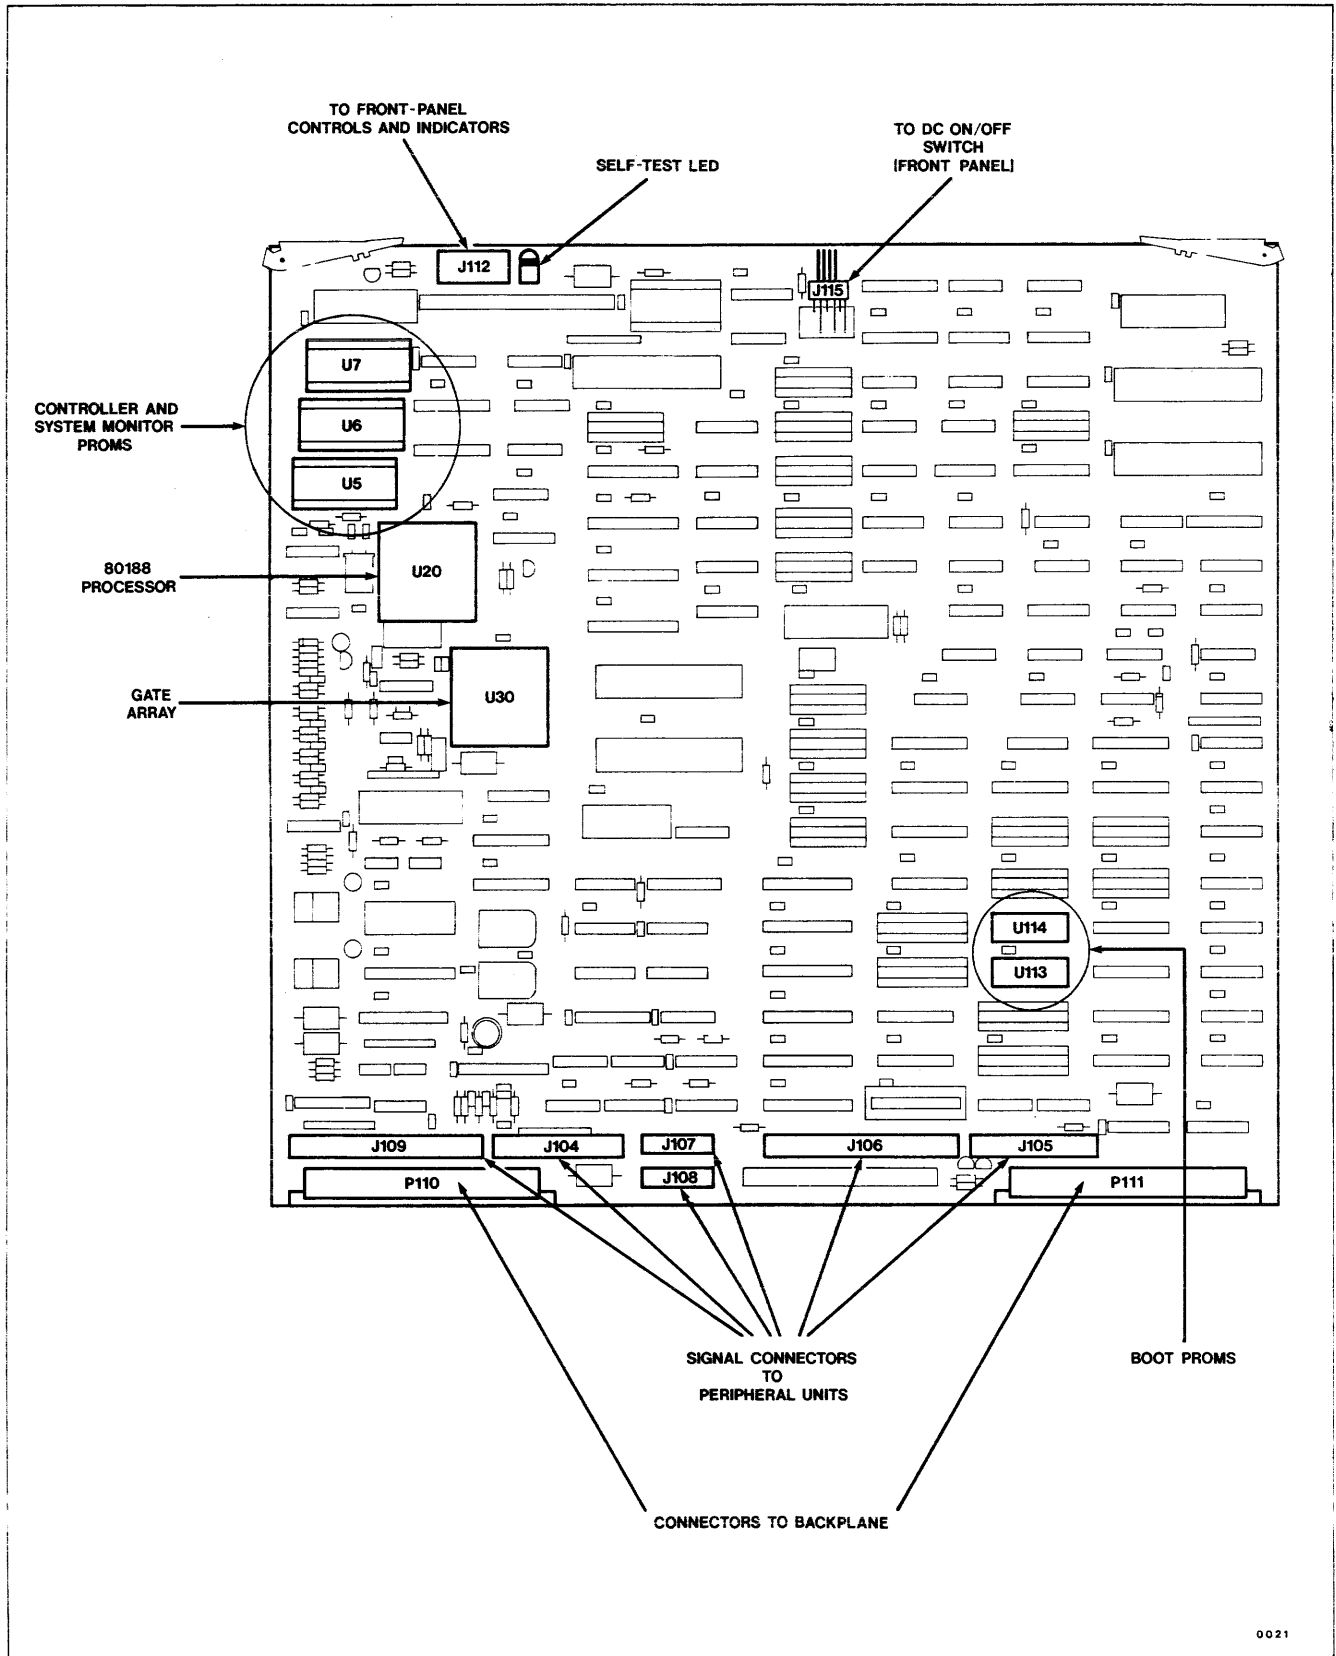 TO FRONT-PANEL
CONTROLS AND INDICATORS
SELF-TEST LED
TO DC ON/OFF
SWITCH
(FRONT PANEL)
J112
J115
U7
CONTROLLER AND
SYSTEM MONITOR
PROMS
U6
U5
80188
PROCESSOR
U20
GATE
ARRAY
U30
U114
U113
J109
J104
J107
J106
J105
P110
J108
P111
SIGNAL CONNECTORS
TO
PERIPHERAL UNITS
BOOT PROMS
CONNECTORS TO BACKPLANE
0021